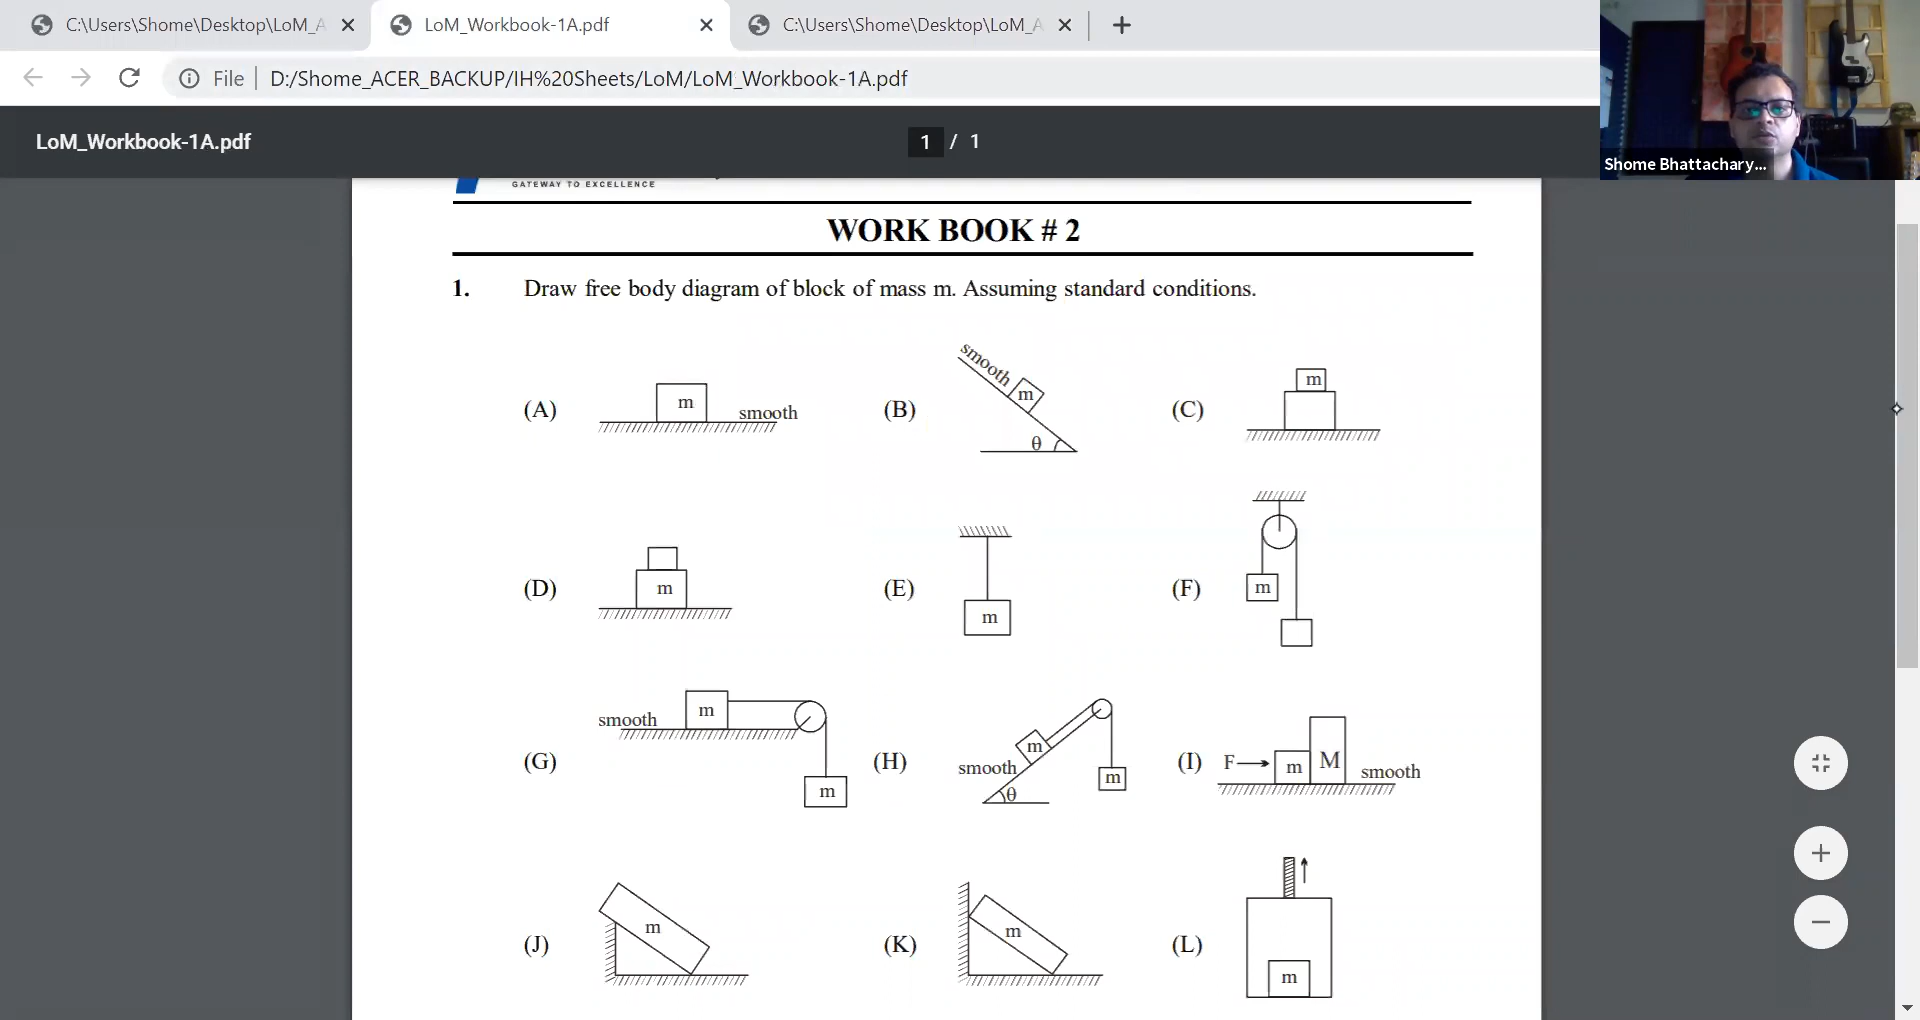 C:\Users\Shome\Desktop\LoM_A
LoM_Workbook-1A.pdf
C:\Users\Shome\Desktop\LoM_A
File
D:/Shome_ACER_BACKUP/IH%20Sheets/LoM/LoM_Workbook-1A.pdf
LoM_Workbook-1A.pdf
1 / 1
Shome Bhattachary...
GATEWAY TO EXCELLENCE
WORK BOOK # 2
1. Draw free body diagram of block of mass m. Assuming standard conditions.
(A) m smooth
(B) smooth m θ
(C) m
(D) m
(E) m
(F) m
(G) smooth m m
(H) smooth m θ m
(I) F m M smooth
(J) m
(K) m
(L) m